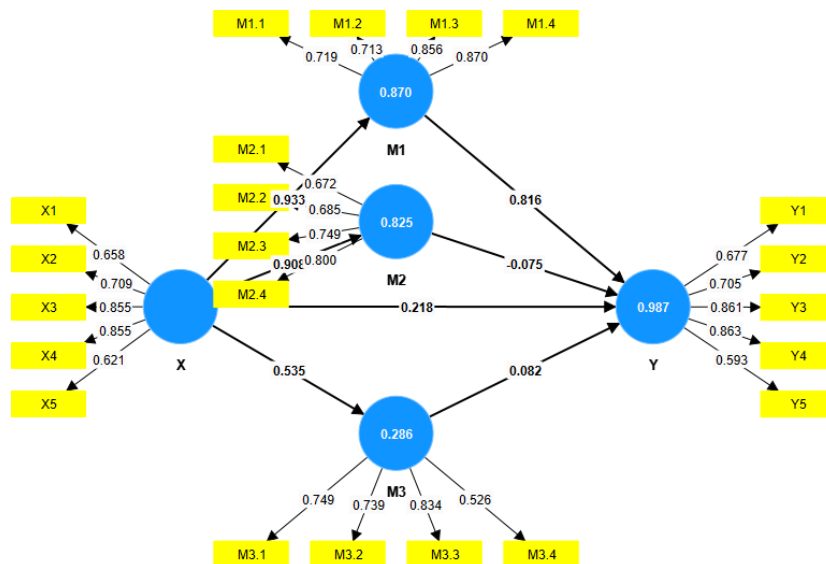 M1.1 M1.2 M1.3 M1.4
0.719 0.713 0.856 0.870
0.870
M1
M2.1
0.672
M2.2 0.933 0.685
0.825
M2.3 0.749
0.908 0.800
M2
M2.4
0.816
-0.075
X1
0.658
X2
0.709
X3 0.855
X4 0.855
X5 0.621
X
0.218
0.987
Y
Y1
0.677
Y2
0.705
0.861 Y3
0.863 Y4
0.593 Y5
0.535
0.082
0.286
M3
0.749 0.739 0.834 0.526
M3.1 M3.2 M3.3 M3.4